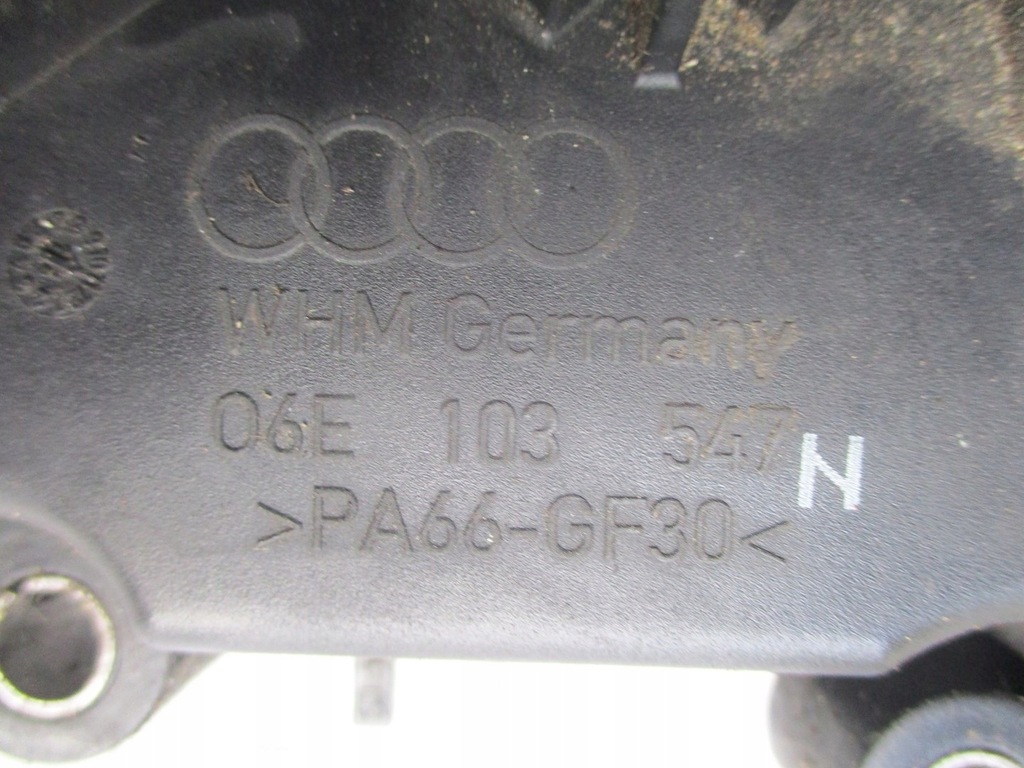 WHM Germany
06E 103 547 N
>PA66-GF30<